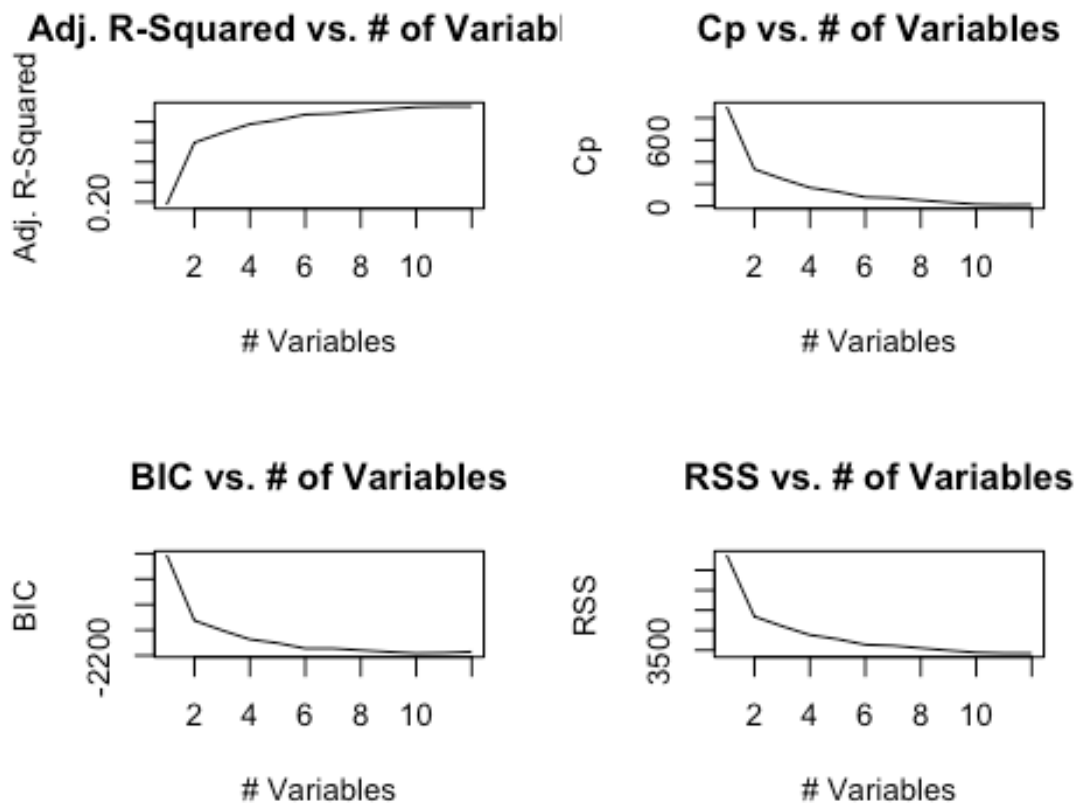 Adj. R-Squared vs. # of Variabl
Adj. R-Squared
0.20
2 4 6 8 10
# Variables
Cp vs. # of Variables
Cp
600
0
2 4 6 8 10
# Variables
BIC vs. # of Variables
BIC
-22200
2 4 6 8 10
# Variables
RSS vs. # of Variables
RSS
35500
2 4 6 8 10
# Variables